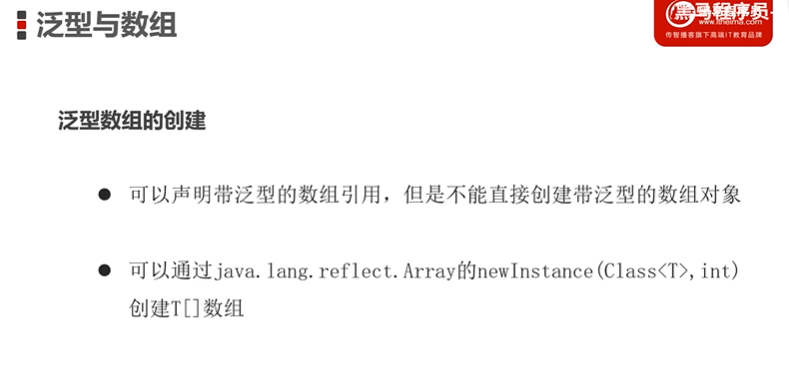 泛型与数组
黑马程序员
www.itheima.com
传智播客旗下高端IT教育品牌
泛型数组的创建
● 可以声明带泛型的数组引用，但是不能直接创建带泛型的数组对象
● 可以通过java.lang.reflect.Array的newInstance(Class<T>,int)
创建T[]数组